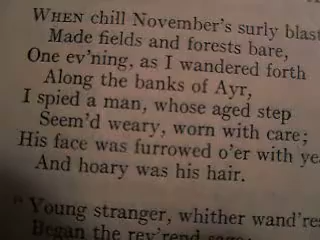 WHEN chill November's surly blast
Made fields and forests bare,
One ev'ning, as I wandered forth
Along the banks of Ayr,
I spied a man, whose aged step
Seem'd weary, worn with care;
His face was furrowed o'er with
And hoary was his hair.
" Young stranger, whither
Began the rev'rend